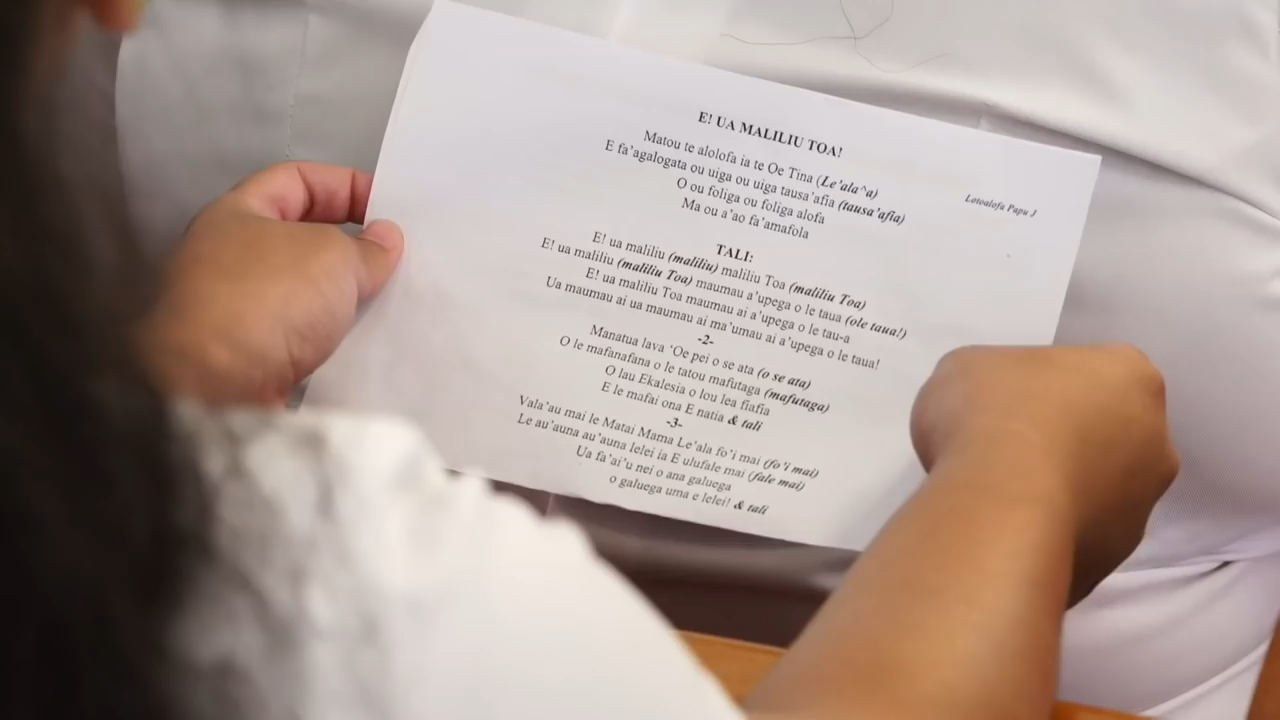 E! UA MALILIU TOA!
Lotoalofa Papu J
Matou te alolofa ia te Oe Tina (Le'ala^a)
E fa'agalogata ou uiga ou uiga tausa'afia (tausa'afia)
O ou foliga ou foliga alofa
Ma ou a'ao fa'amafola
TALI:
E! ua maliliu (maliliu) maliliu Toa (maliliu Toa)
E! ua maliliu (maliliu Toa) maumau a'upega o le taua (ole taua!)
E! ua maliliu Toa maumau ai a'upega o le tau-a
Ua maumau ai ua maumau ai ma'umau ai a'upega o le taua!
-2-
Manatua lava 'Oe pei o se ata (o se ata)
O le mafanafana o le tatou mafutaga (mafutaga)
O lau Ekalesia o lou lea fiafia
E le mafai ona E natia & tali
-3-
Vala'au mai le Matai Mama Le'ala fo'i mai (fo'i mai)
Le au'auna au'auna lelei ia E ulufale mai (fale mai)
Ua fa'ai'u nei o ana galuega
o galuega uma e lelei! & tali